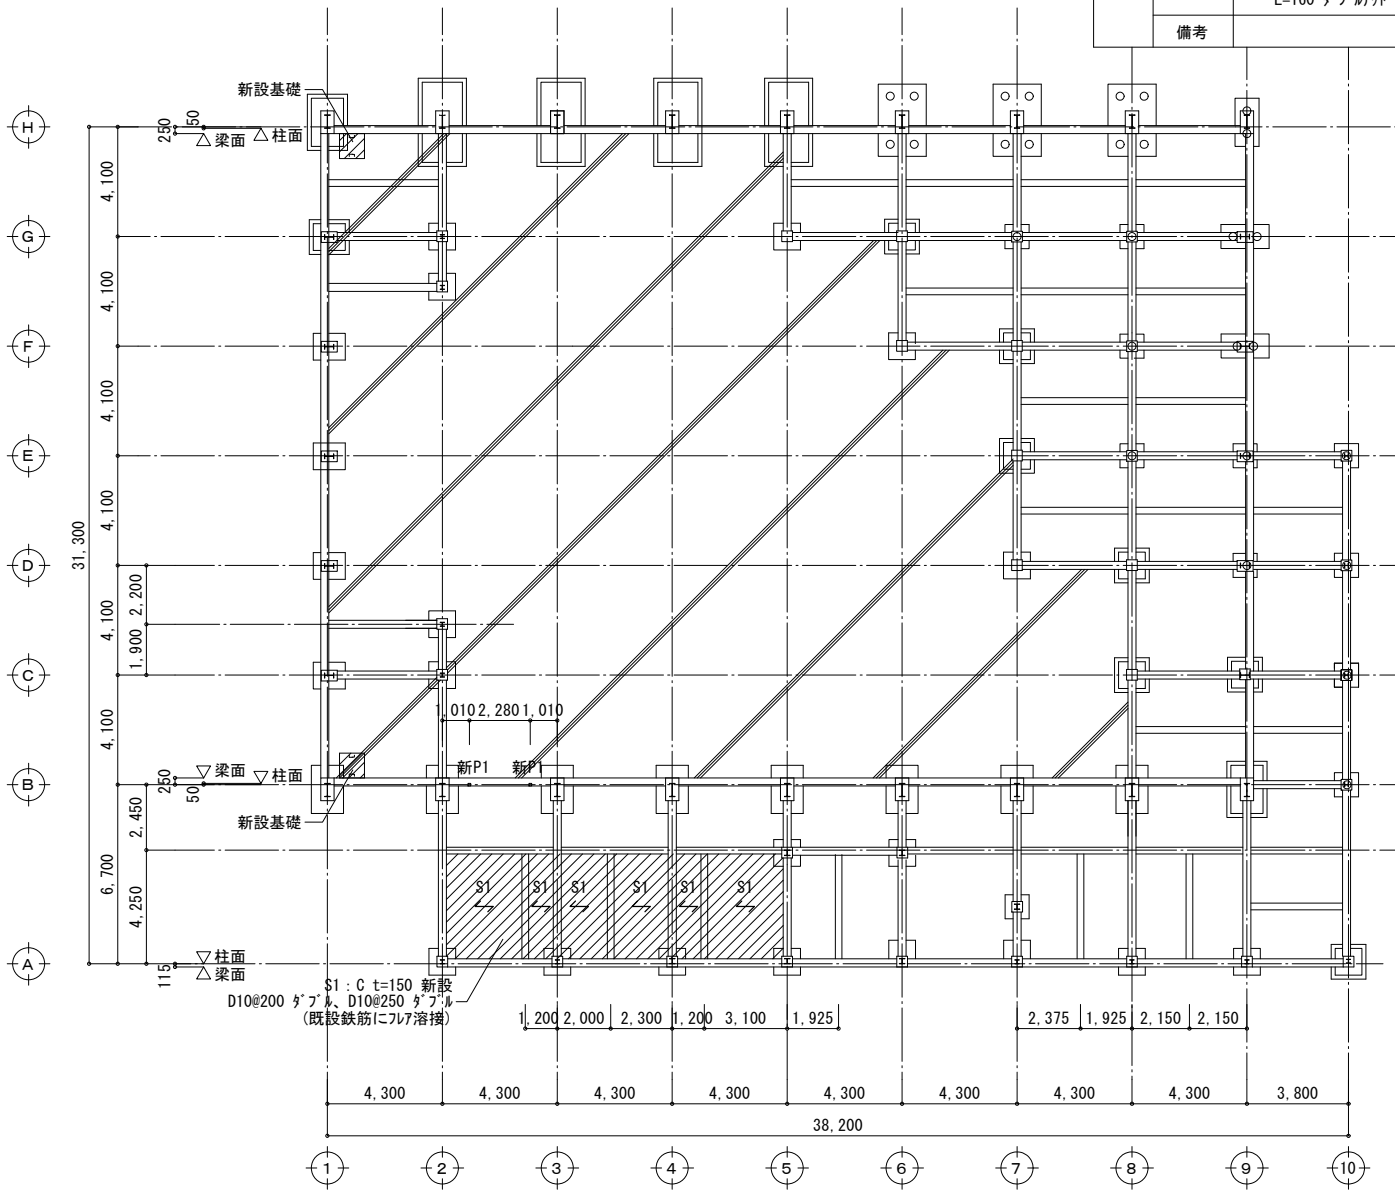 L=160 ダブルナット
備考
新設基礎
H
50
250
梁面
柱面
4,100
G
4,100
F
4,100
E
4,100
31,300
D
2,200
4,100
1,900
C
1,010 2,280 1,010
4,100
梁面
柱面
新P1 新P1
B
250
50
新設基礎
2,450
6,700
4,250
S1 S1 S1 S1 S1 S1
柱面
A
梁面
115
S1 : C t=150 新設
D10@200 ダブル、D10@250 ダブル
(既設鉄筋にフレア溶接)
1,200 2,000 2,300 1,200 3,100 1,925 2,375 1,925 2,150 2,150
4,300 4,300 4,300 4,300 4,300 4,300 4,300 4,300 3,800
38,200
1 2 3 4 5 6 7 8 9 10